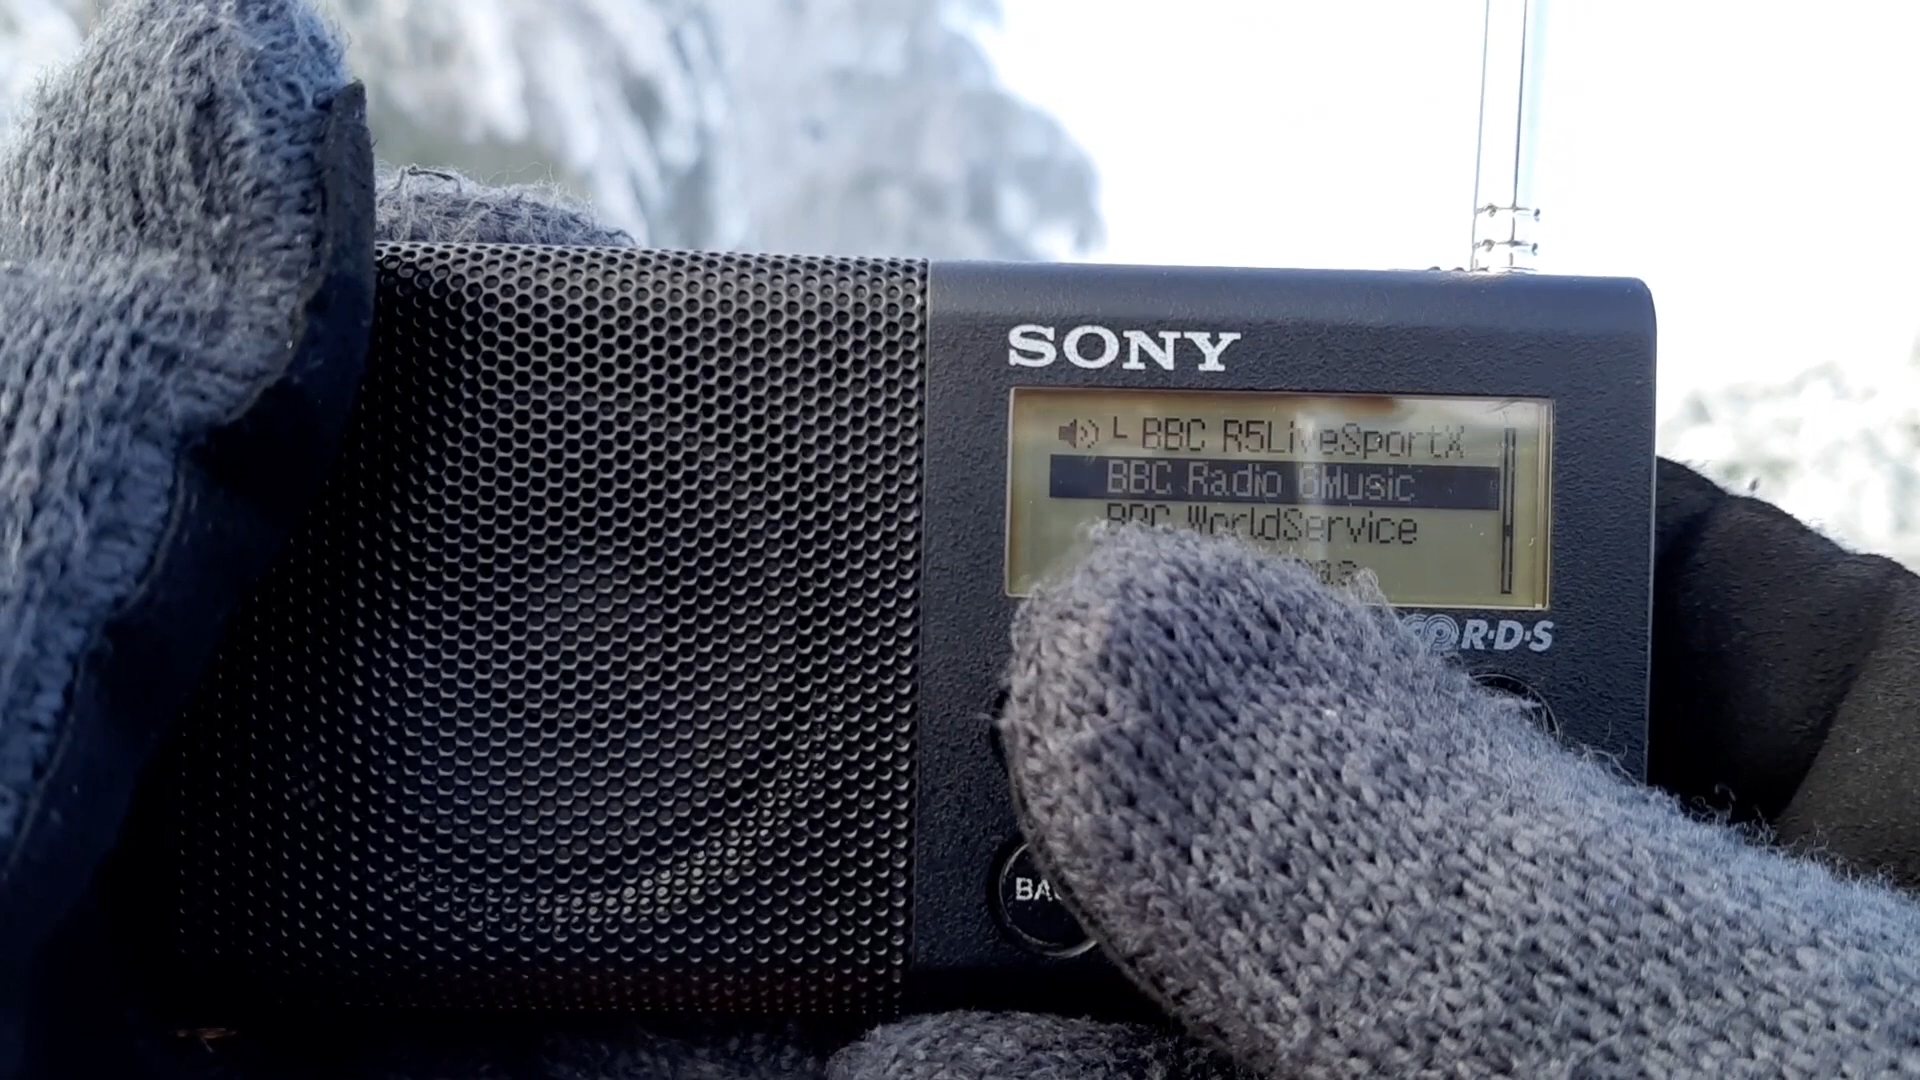 SONY
└ BBC R5LiveSportX
BBC Radio 6Music
BBC WorldService
R·D·S